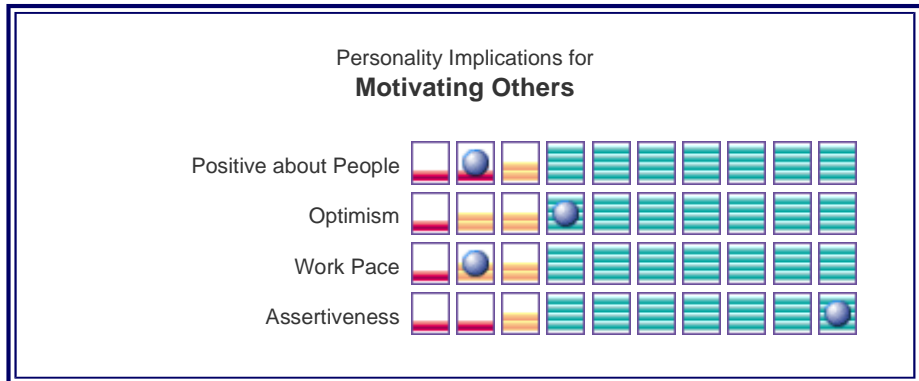 Personality Implications for
Motivating Others
Positive about People
Optimism
Work Pace
Assertiveness